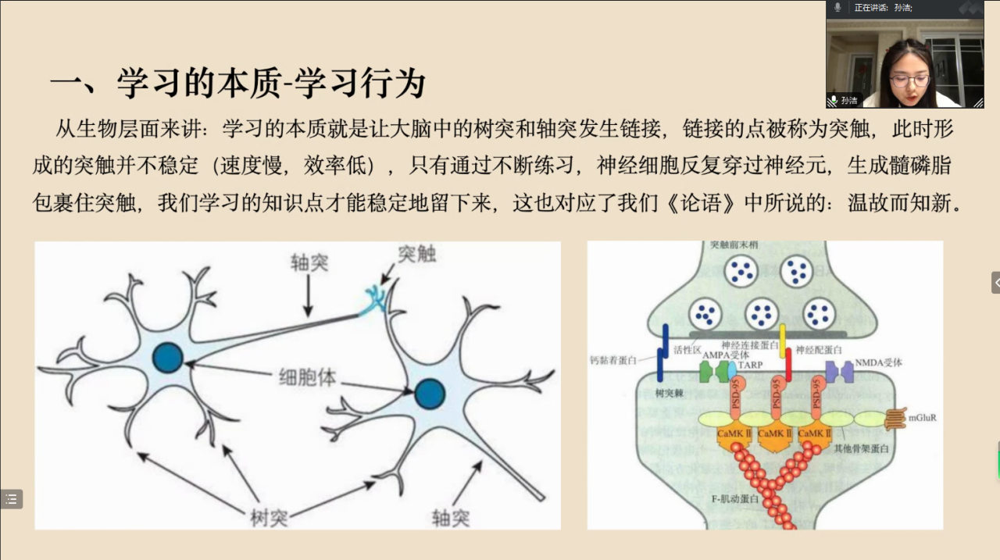 正在讲话: 孙洁;
孙洁
一、学习的本质-学习行为
从生物层面来讲：学习的本质就是让大脑中的树突和轴突发生链接，链接的点被称为突触，此时形
成的突触并不稳定（速度慢，效率低），只有通过不断练习，神经细胞反复穿过神经元，生成髓磷脂
包裹住突触，我们学习的知识点才能稳定地留下来，这也对应了我们《论语》中所说的：温故而知新。
轴突
突触
细胞体
树突
轴突
突触前末梢
活性区
神经连接蛋白
神经配蛋白
钙黏着蛋白
AMPA受体
TARP
NMDA受体
树突棘
PSD-95
PSD-95
PSD-95
mGluR
CaMKⅡ
CaMKⅡ
CaMKⅡ
其他骨架蛋白
F-肌动蛋白